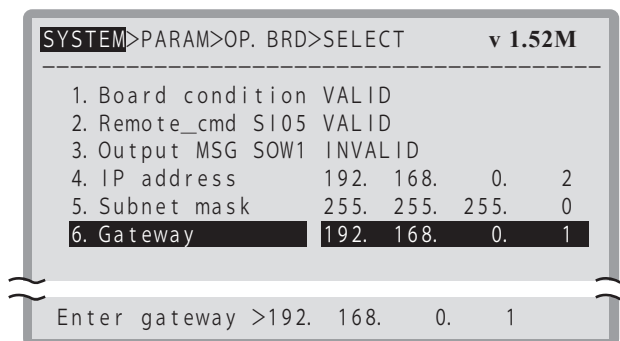 SYSTEM>PARAM>OP. BRD>SELECT v 1.52M
1. Board condition VALID
2. Remote_cmd SI05 VALID
3. Output MSG SOW1 INVALID
4. IP address 192. 168. 0. 2
5. Subnet mask 255. 255. 255. 0
6. Gateway 192. 168. 0. 1
Enter gateway >192. 168. 0. 1